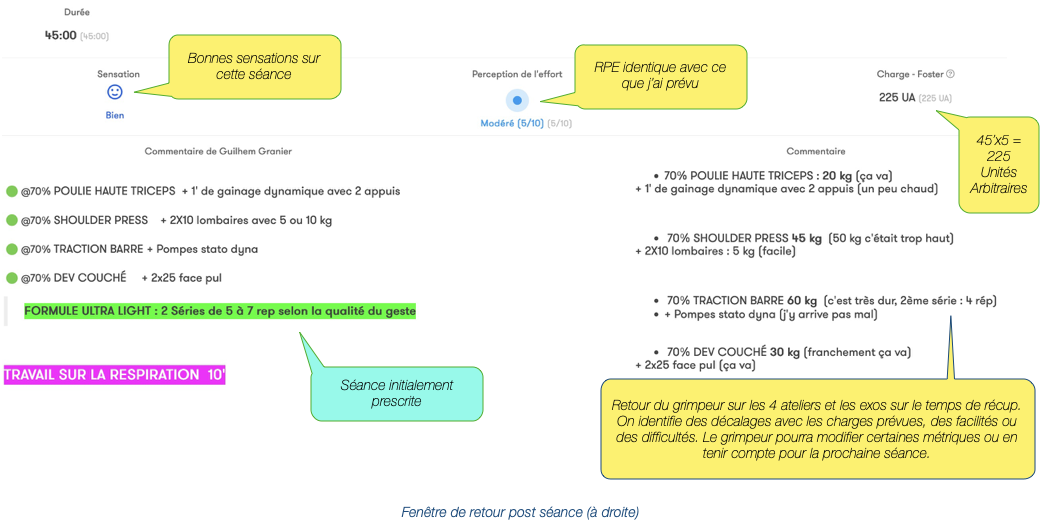 Durée
45:00 (45:00)
Bonnes sensations sur
cette séance
RPE identique avec ce
que j'ai prévu
Sensation
Bien
Perception de l'effort
Modéré (5/10) (5/10)
Charge - Foster ?
225 UA (225 UA)
45'x5 =
225
Unités
Arbitraires
Commentaire de Guilhem Granier
@70% POULIE HAUTE TRICEPS + 1' de gainage dynamique avec 2 appuis
@70% SHOULDER PRESS + 2X10 lombaires avec 5 ou 10 kg
@70% TRACTION BARRE + Pompes stato dyna
@70% DEV COUCHÉ + 2x25 face pul
FORMULE ULTRA LIGHT : 2 Séries de 5 à 7 rep selon la qualité du geste
TRAVAIL SUR LA RESPIRATION 10'
Séance initialement
prescrite
Commentaire
• 70% POULIE HAUTE TRICEPS : 20 kg (ça va)
+ 1' de gainage dynamique avec 2 appuis (un peu chaud)
• 70% SHOULDER PRESS 45 kg (50 kg c'était trop haut)
+ 2X10 lombaires : 5 kg (facile)
• 70% TRACTION BARRE 60 kg (c'est très dur, 2ème série : 4 rép)
• + Pompes stato dyna (j'y arrive pas mal)
• 70% DEV COUCHÉ 30 kg (franchement ça va)
+ 2x25 face pul (ça va)
Retour du grimpeur sur les 4 ateliers et les exos sur le temps de récup.
On identifie des décalages avec les charges prévues, des facilités ou
des difficultés. Le grimpeur pourra modifier certaines métriques ou en
tenir compte pour la prochaine séance.
Fenêtre de retour post séance (à droite)